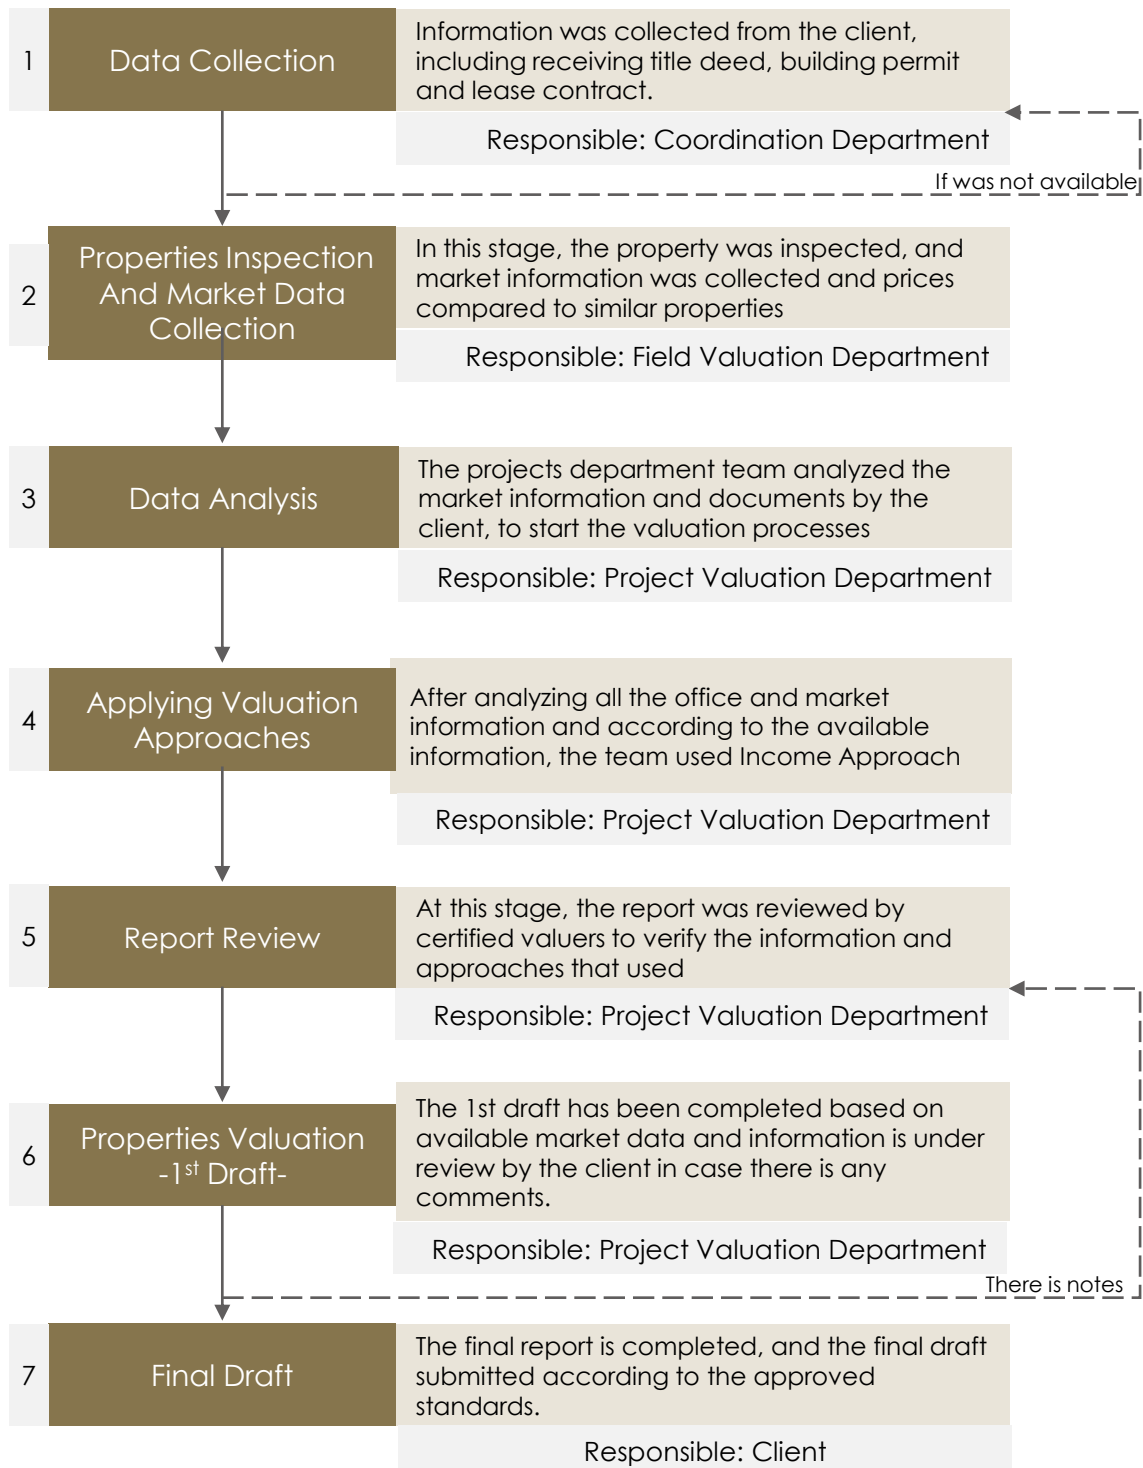 1
Data Collection
Information was collected from the client,
including receiving title deed, building permit
and lease contract.
Responsible: Coordination Department
If was not available
2
Properties Inspection
And Market Data
Collection
In this stage, the property was inspected, and
market information was collected and prices
compared to similar properties
Responsible: Field Valuation Department
3
Data Analysis
The projects department team analyzed the
market information and documents by the
client, to start the valuation processes
Responsible: Project Valuation Department
4
Applying Valuation
Approaches
After analyzing all the office and market
information and according to the available
information, the team used Income Approach
Responsible: Project Valuation Department
5
Report Review
At this stage, the report was reviewed by
certified valuers to verify the information and
approaches that used
Responsible: Project Valuation Department
6
Properties Valuation
-1st Draft-
The 1st draft has been completed based on
available market data and information is under
review by the client in case there is any
comments.
Responsible: Project Valuation Department
There is notes
7
Final Draft
The final report is completed, and the final draft
submitted according to the approved
standards.
Responsible: Client